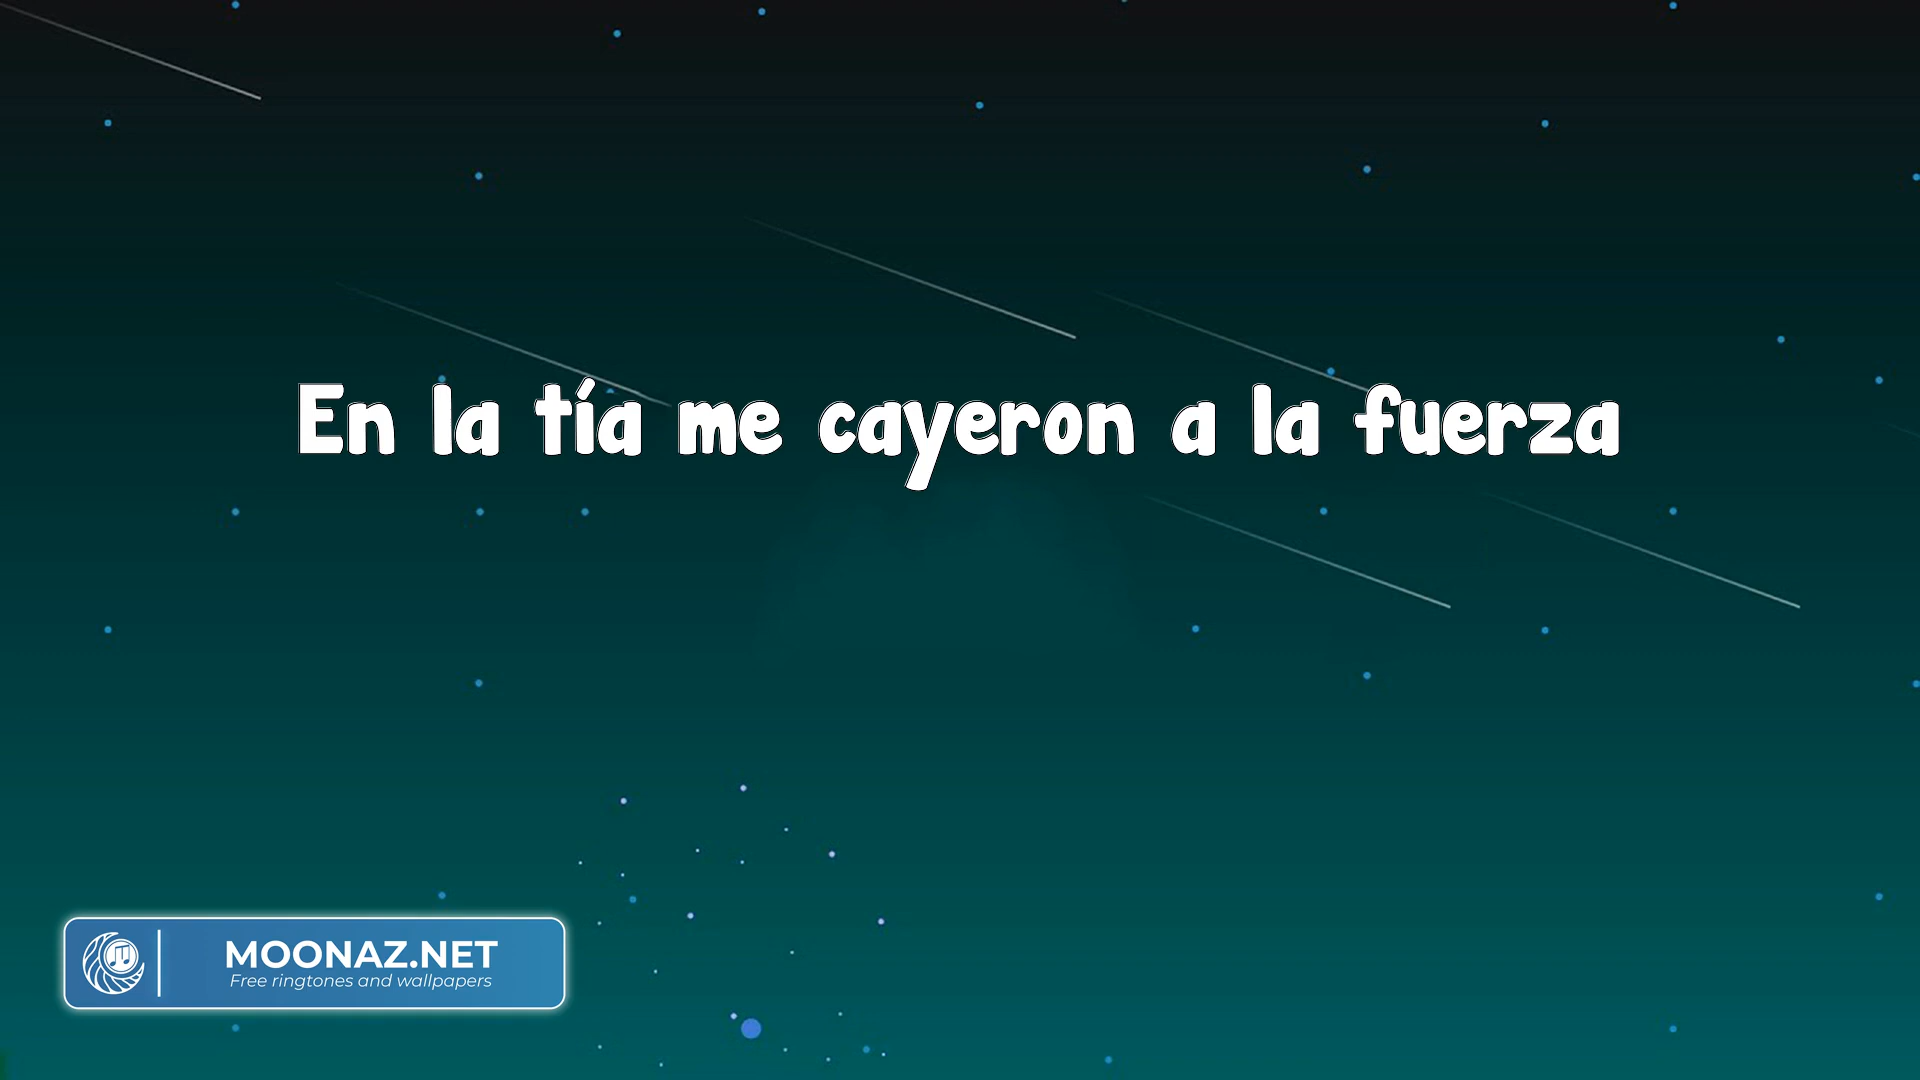 En la tía me cayeron a la fuerza
MOONAZ.NET
Free ringtones and wallpapers